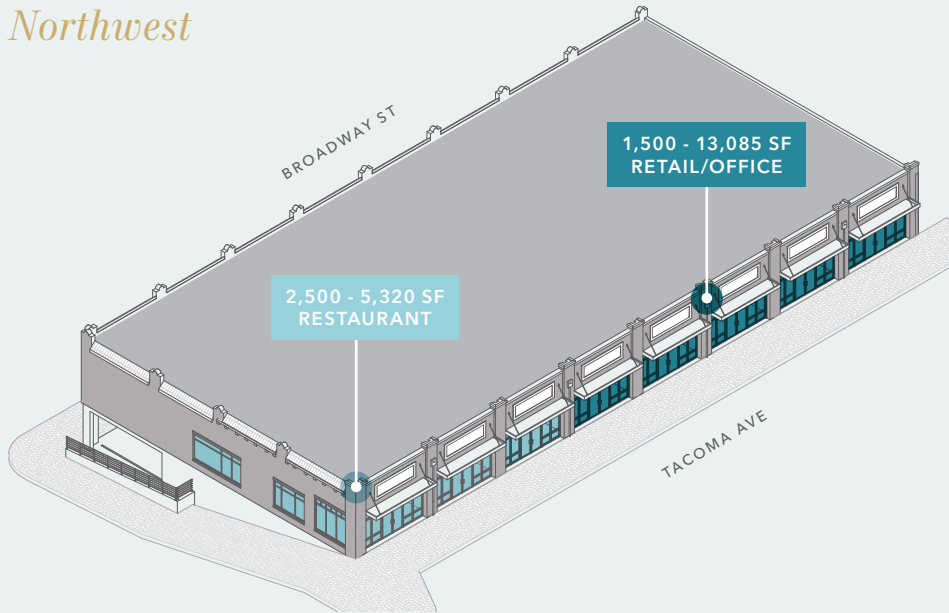 Northwest
BROADWAY ST
1,500 - 13,085 SF
RETAIL/OFFICE
2,500 - 5,320 SF
RESTAURANT
TACOMA AVE